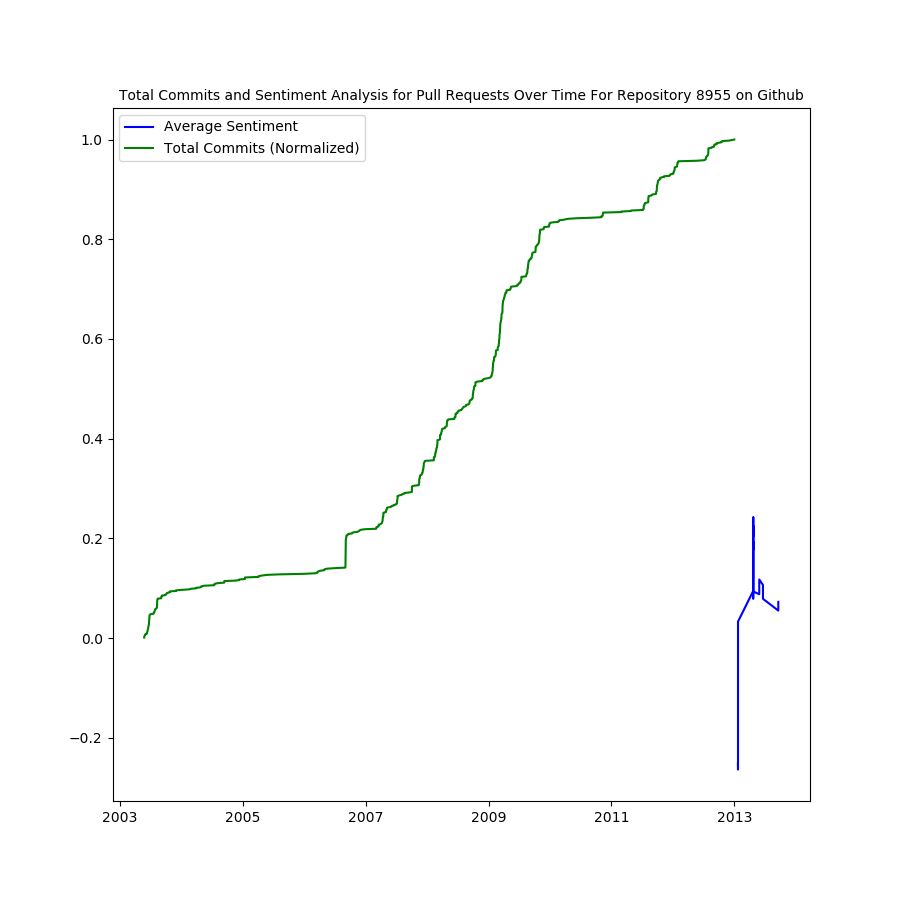 Total Commits and Sentiment Analysis for Pull Requests Over Time For Repository 8955 on Github
Average Sentiment
Total Commits (Normalized)
1.0
0.8
0.6
0.4
0.2
0.0
−0.2
2003 2005 2007 2009 2011 2013